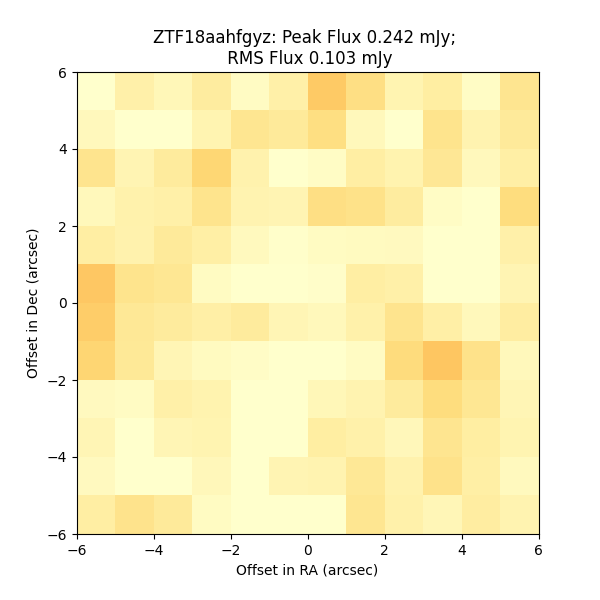 ZTF18aahfgyz: Peak Flux 0.242 mJy;
RMS Flux 0.103 mJy
6
4
2
0
−2
−4
−6
Offset in Dec (arcsec)
−6 −4 −2 0 2 4 6
Offset in RA (arcsec)